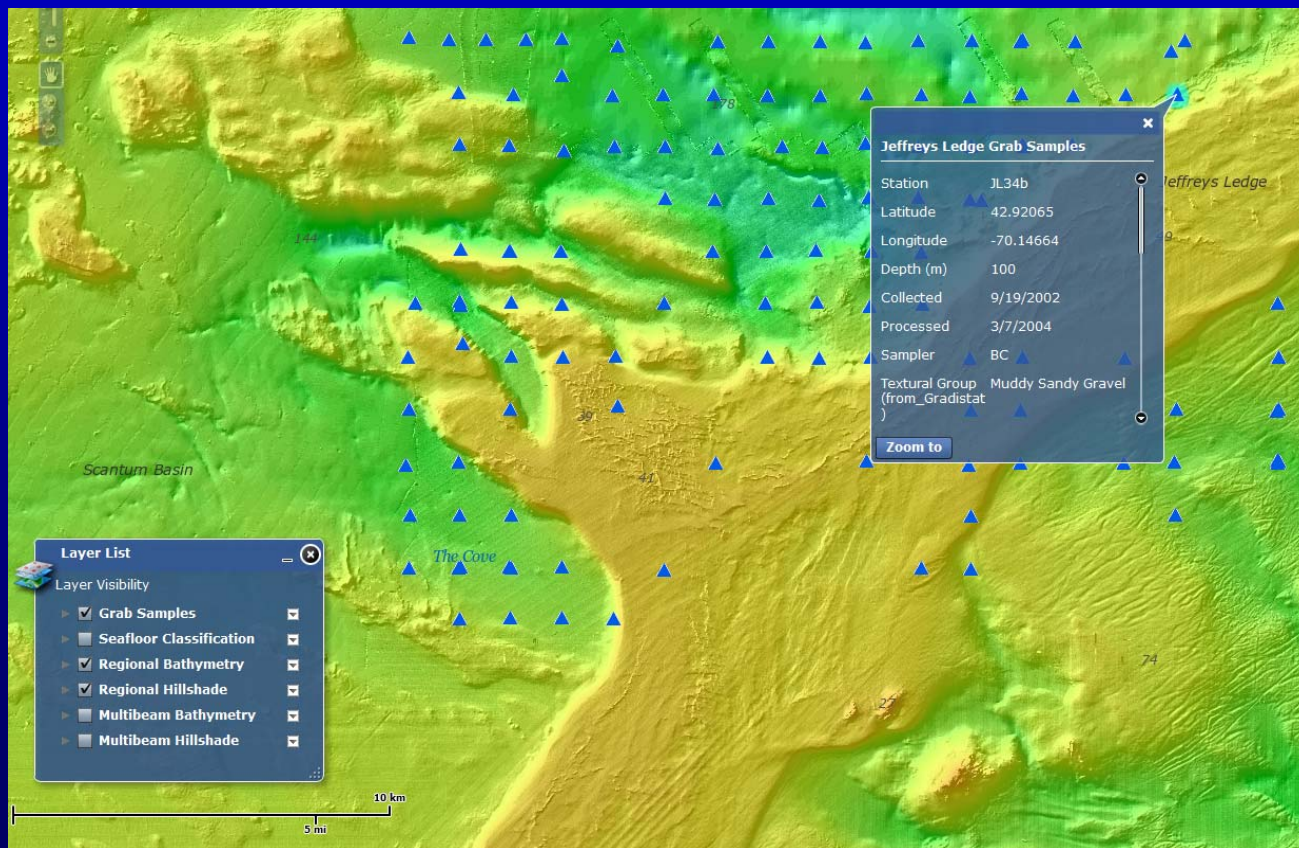 78
Jeffreys Ledge Grab Samples
Station JL34b
Latitude 42.92065
Longitude -70.14664
Depth (m) 100
Collected 9/19/2002
Processed 3/7/2004
Sampler BC
Textural Group Muddy Sandy Gravel
(from_Gradistat
)
Zoom to
Jeffreys Ledge
144
39
41
Scantum Basin
The Cove
74
27
Layer List
Layer Visibility
Grab Samples
Seafloor Classification
Regional Bathymetry
Regional Hillshade
Multibeam Bathymetry
Multibeam Hillshade
10 km
5 mi